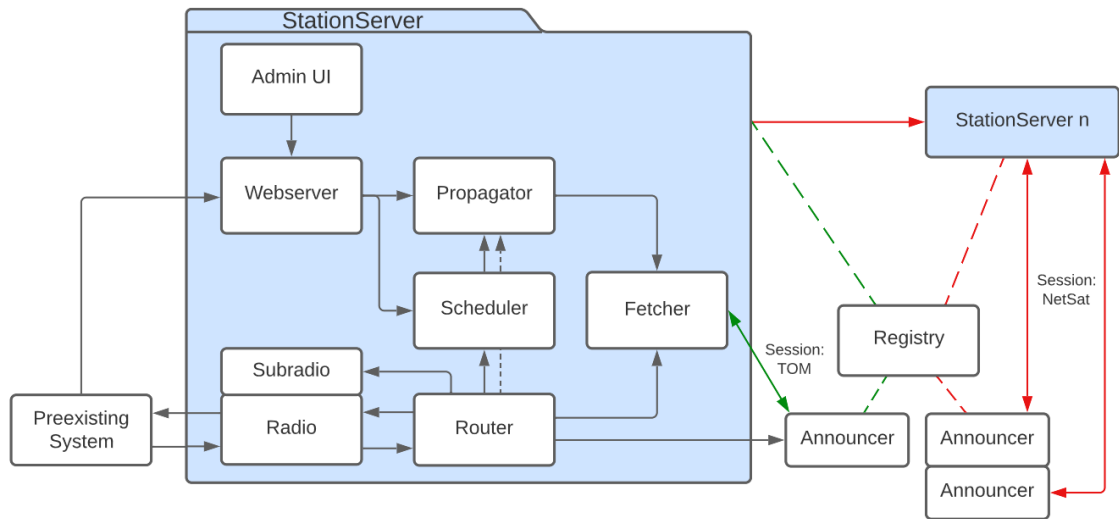 StationServer
Admin UI
StationServer n
Webserver
Propagator
Session:
NetSat
Scheduler
Fetcher
Registry
Session:
TOM
Subradio
Preexisting
System
Radio
Router
Announcer
Announcer
Announcer